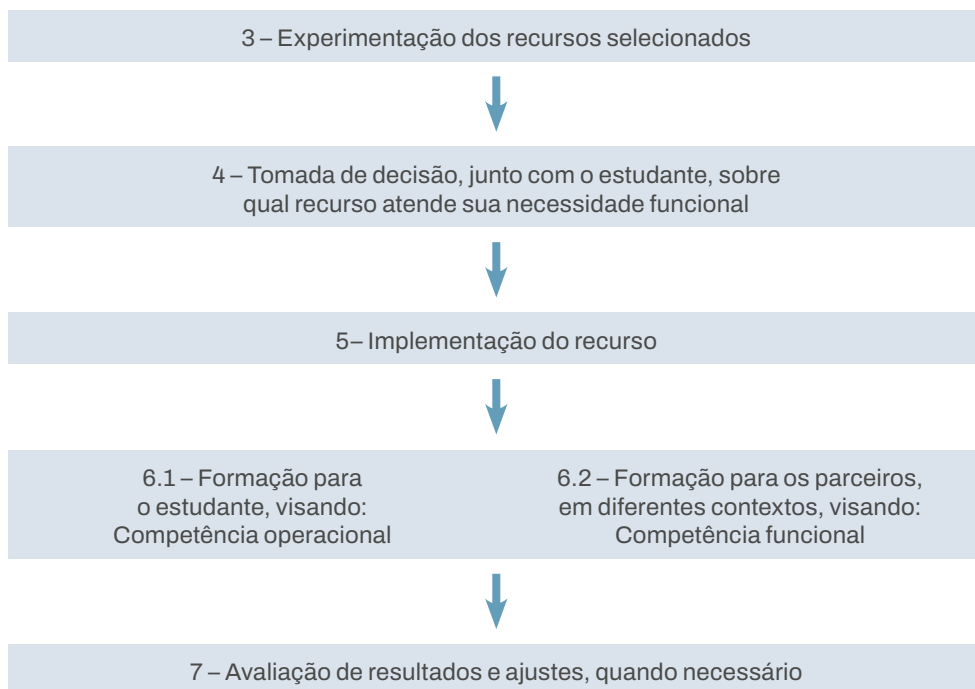 3 – Experimentação dos recursos selecionados
4 – Tomada de decisão, junto com o estudante, sobre
qual recurso atende sua necessidade funcional
5– Implementação do recurso
6.1 – Formação para
o estudante, visando:
Competência operacional
6.2 – Formação para os parceiros,
em diferentes contextos, visando:
Competência funcional
7 – Avaliação de resultados e ajustes, quando necessário